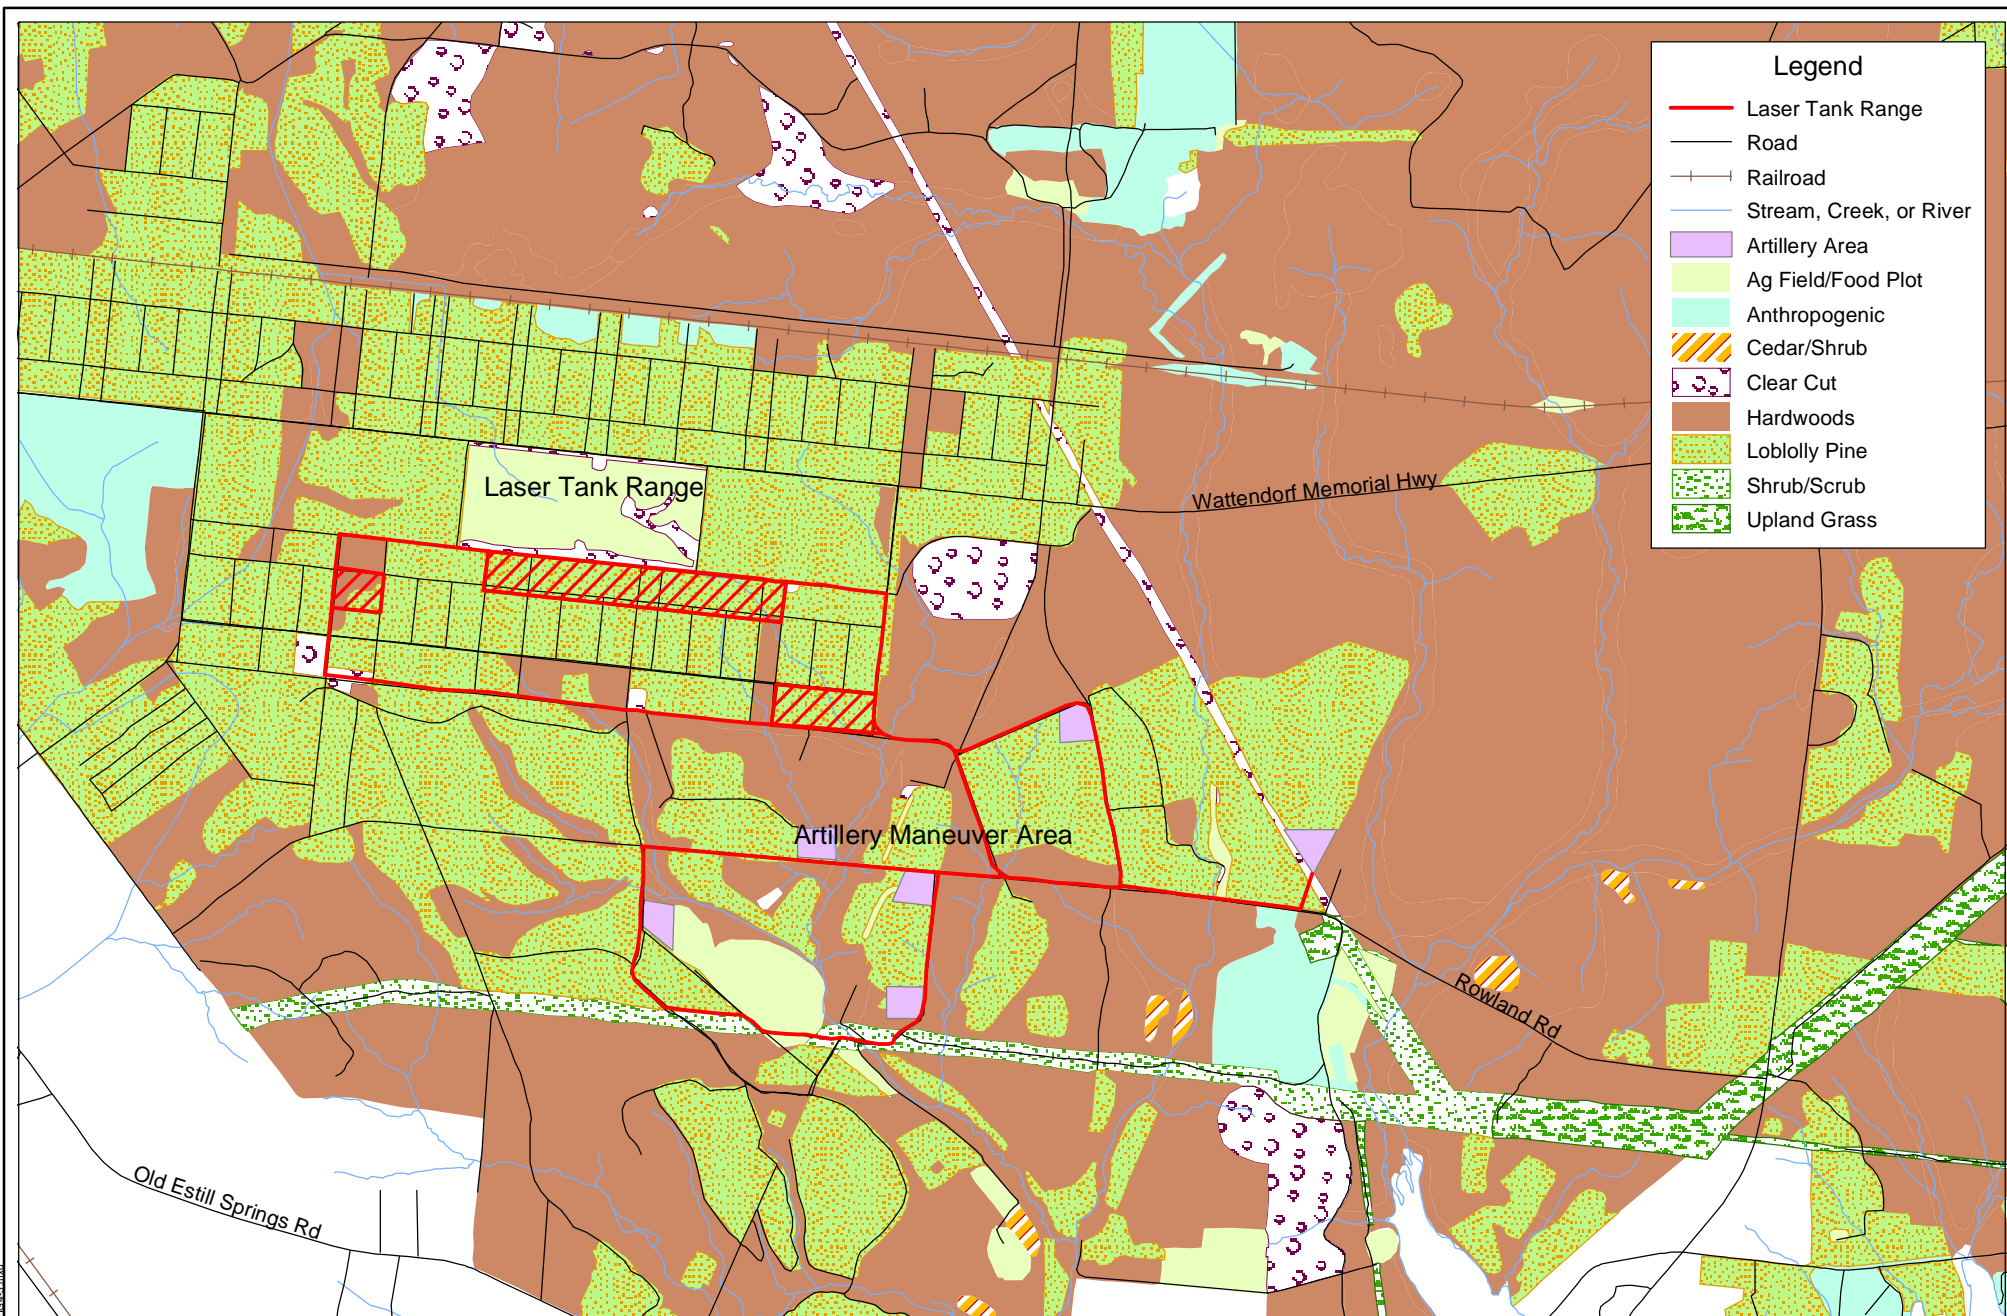 Legend
Laser Tank Range
Road
Railroad
Stream, Creek, or River
Artillery Area
Ag Field/Food Plot
Anthropogenic
Cedar/Shrub
Clear Cut
Hardwoods
Loblolly Pine
Shrub/Scrub
Upland Grass
Laser Tank Range
Wattendorf Memorial Hwy
Artillery Maneuver Area
Rowland Rd
Old Estill Springs Rd